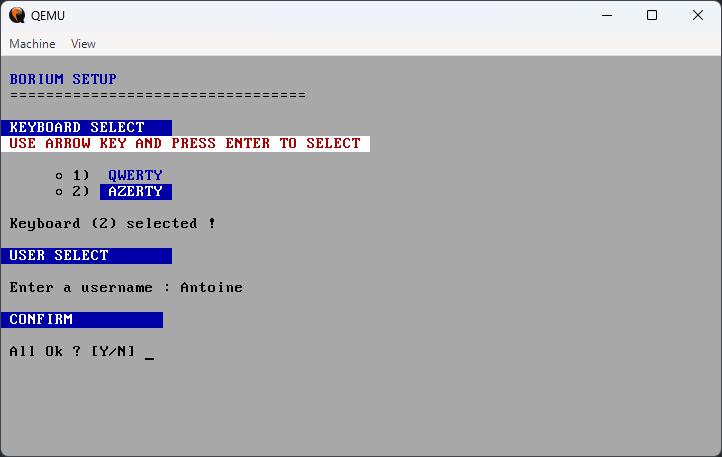 QEMU
Machine View
BORIUM SETUP
=================================
KEYBOARD SELECT
USE ARROW KEY AND PRESS ENTER TO SELECT
o 1) QWERTY
o 2) AZERTY
Keyboard (2) selected !
USER SELECT
Enter a username : Antoine
CONFIRM
All Ok ? [Y/N] _